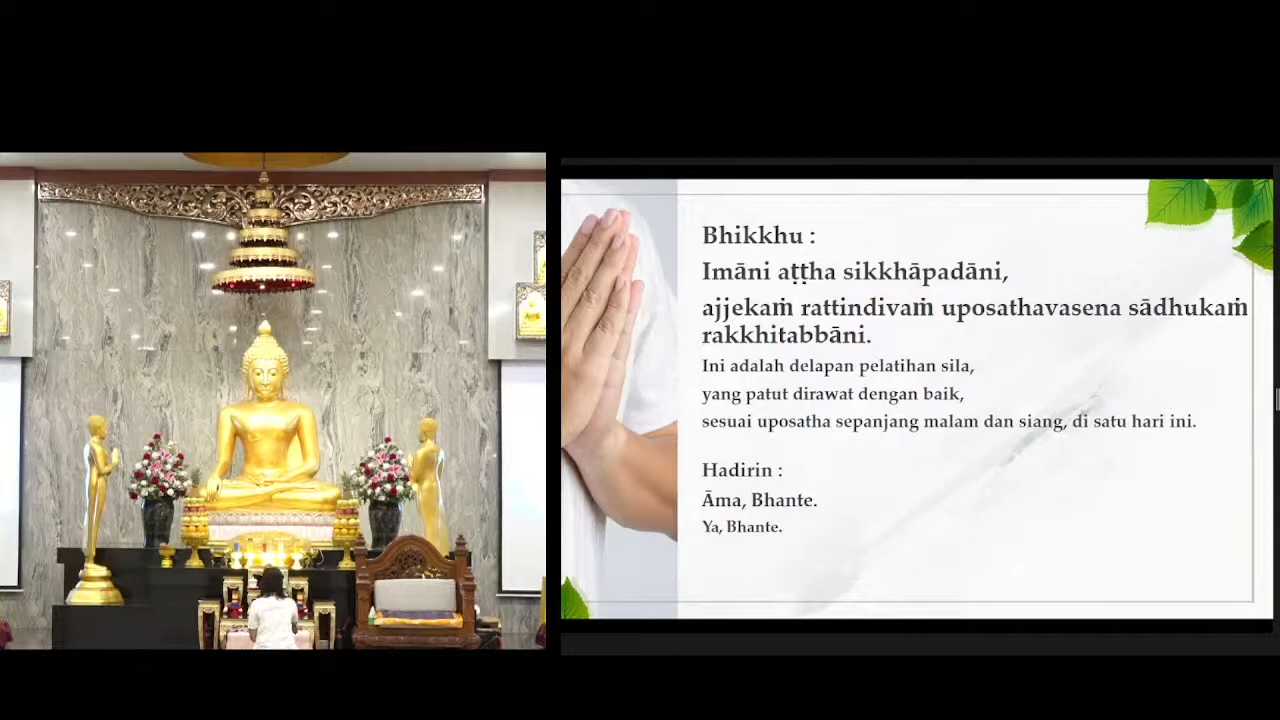 Bhikkhu :
Imāni aṭṭha sikkhāpadāni,
ajjekaṁ rattindivaṁ uposathavasena sādhukaṁ
rakkhitabbāni.
Ini adalah delapan pelatihan sila,
yang patut dirawat dengan baik,
sesuai uposatha sepanjang malam dan siang, di satu hari ini.
Hadirin :
Āma, Bhante.
Ya, Bhante.